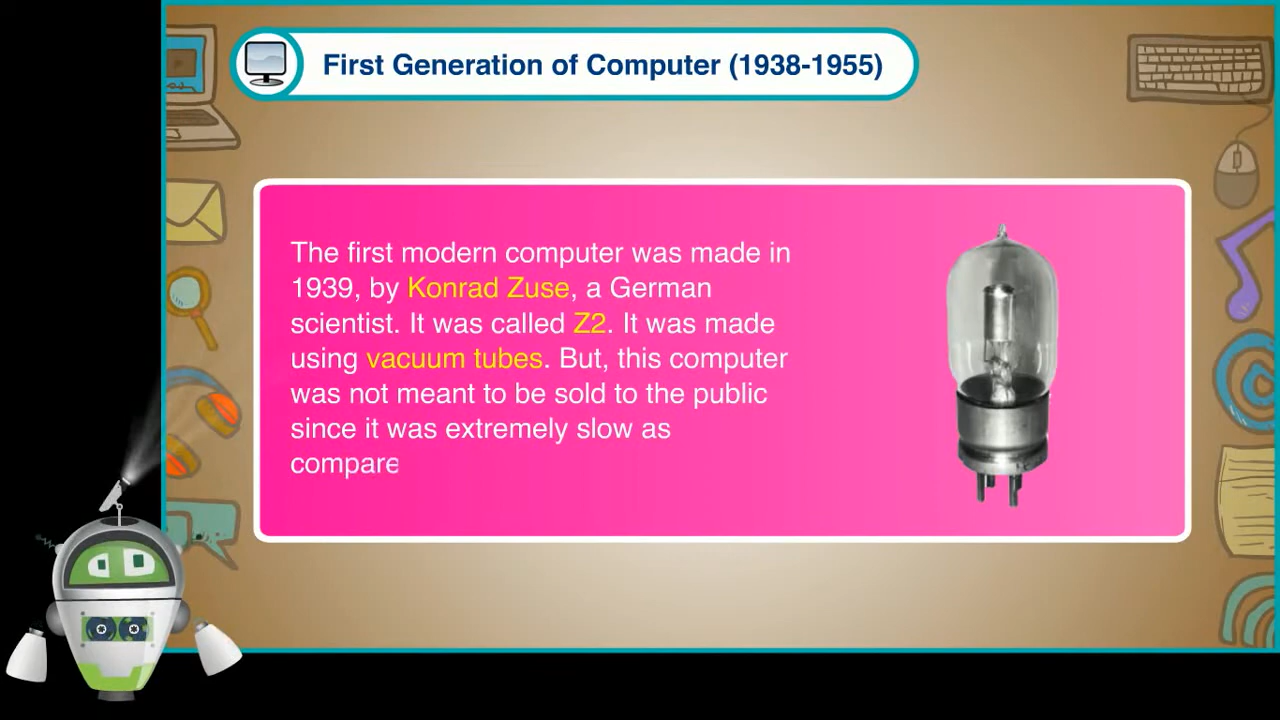 First Generation of Computer (1938-1955)
The first modern computer was made in
1939, by Konrad Zuse, a German
scientist. It was called Z2. It was made
using vacuum tubes. But, this computer
was not meant to be sold to the public
since it was extremely slow as
compare